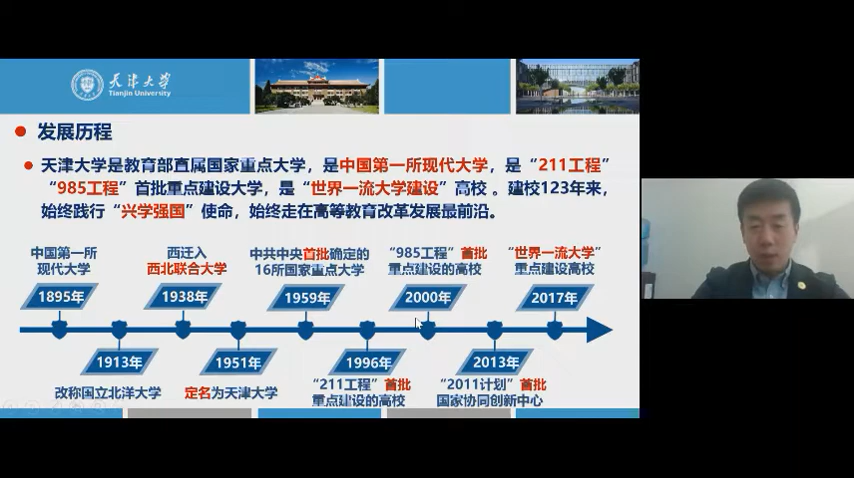 天津大学
Tianjin University
发展历程
天津大学是教育部直属国家重点大学，是中国第一所现代大学，是“211工程”
“985工程”首批重点建设大学，是“世界一流大学建设”高校。建校123年来，
始终践行“兴学强国”使命，始终走在高等教育改革发展最前沿。
中国第一所
现代大学
西迁入
西北联合大学
中共中央首批确定的
16所国家重点大学
“985工程”首批
重点建设的高校
“世界一流大学”
重点建设高校
1895年
1938年
1959年
2000年
2017年
1913年
1951年
1996年
2013年
改称国立北洋大学
定名为天津大学
“211工程”首批
重点建设的高校
“2011计划”首批
国家协同创新中心